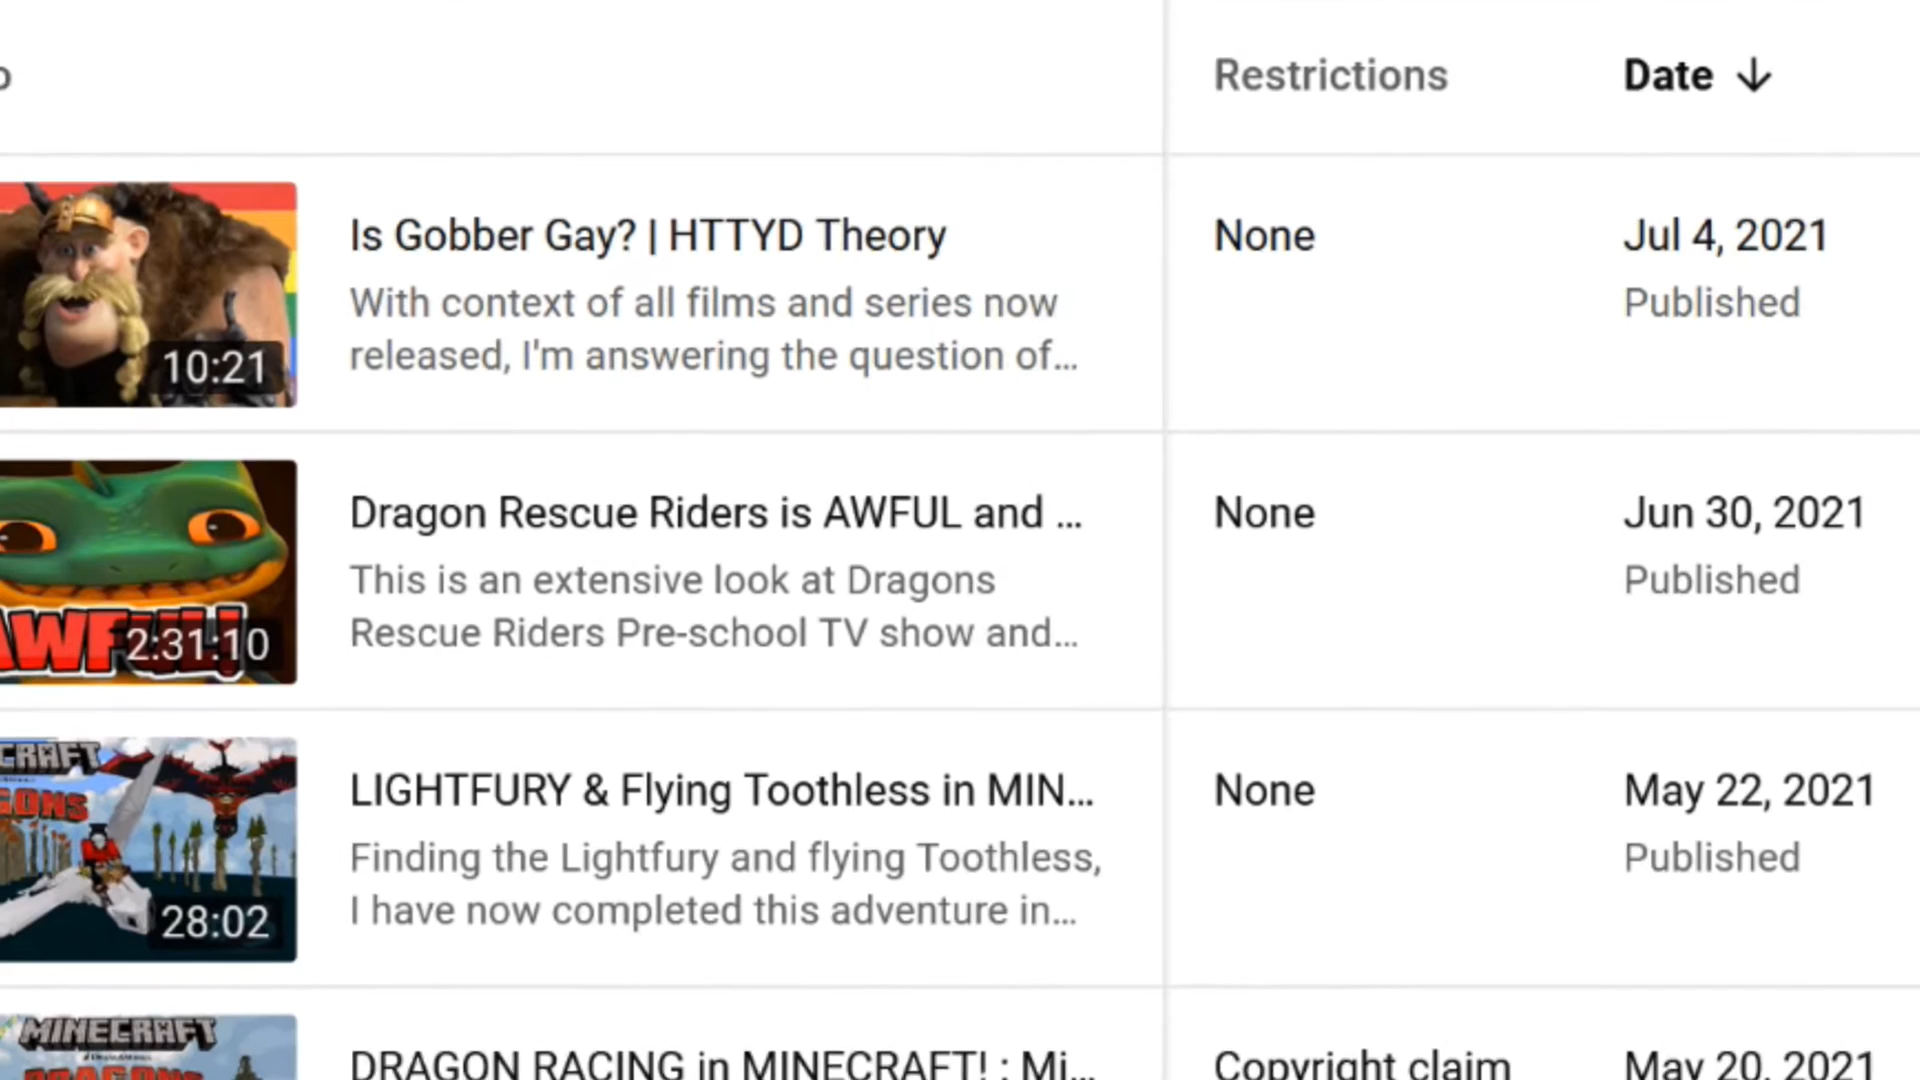 o
Restrictions
Date
Is Gobber Gay? | HTTYD Theory
With context of all films and series now
released, I'm answering the question of...
10:21
None
Jul 4, 2021
Published
Dragon Rescue Riders is AWFUL and ...
This is an extensive look at Dragons
Rescue Riders Pre-school TV show and...
2:31:10
None
Jun 30, 2021
Published
LIGHTFURY & Flying Toothless in MIN...
Finding the Lightfury and flying Toothless,
I have now completed this adventure in...
CRAFT
GONS
28:02
None
May 22, 2021
Published
MINECRAFT
DRAGONS
DRAGON RACING in MINECRAFT! : Mi...
Copyright claim
May 20, 2021